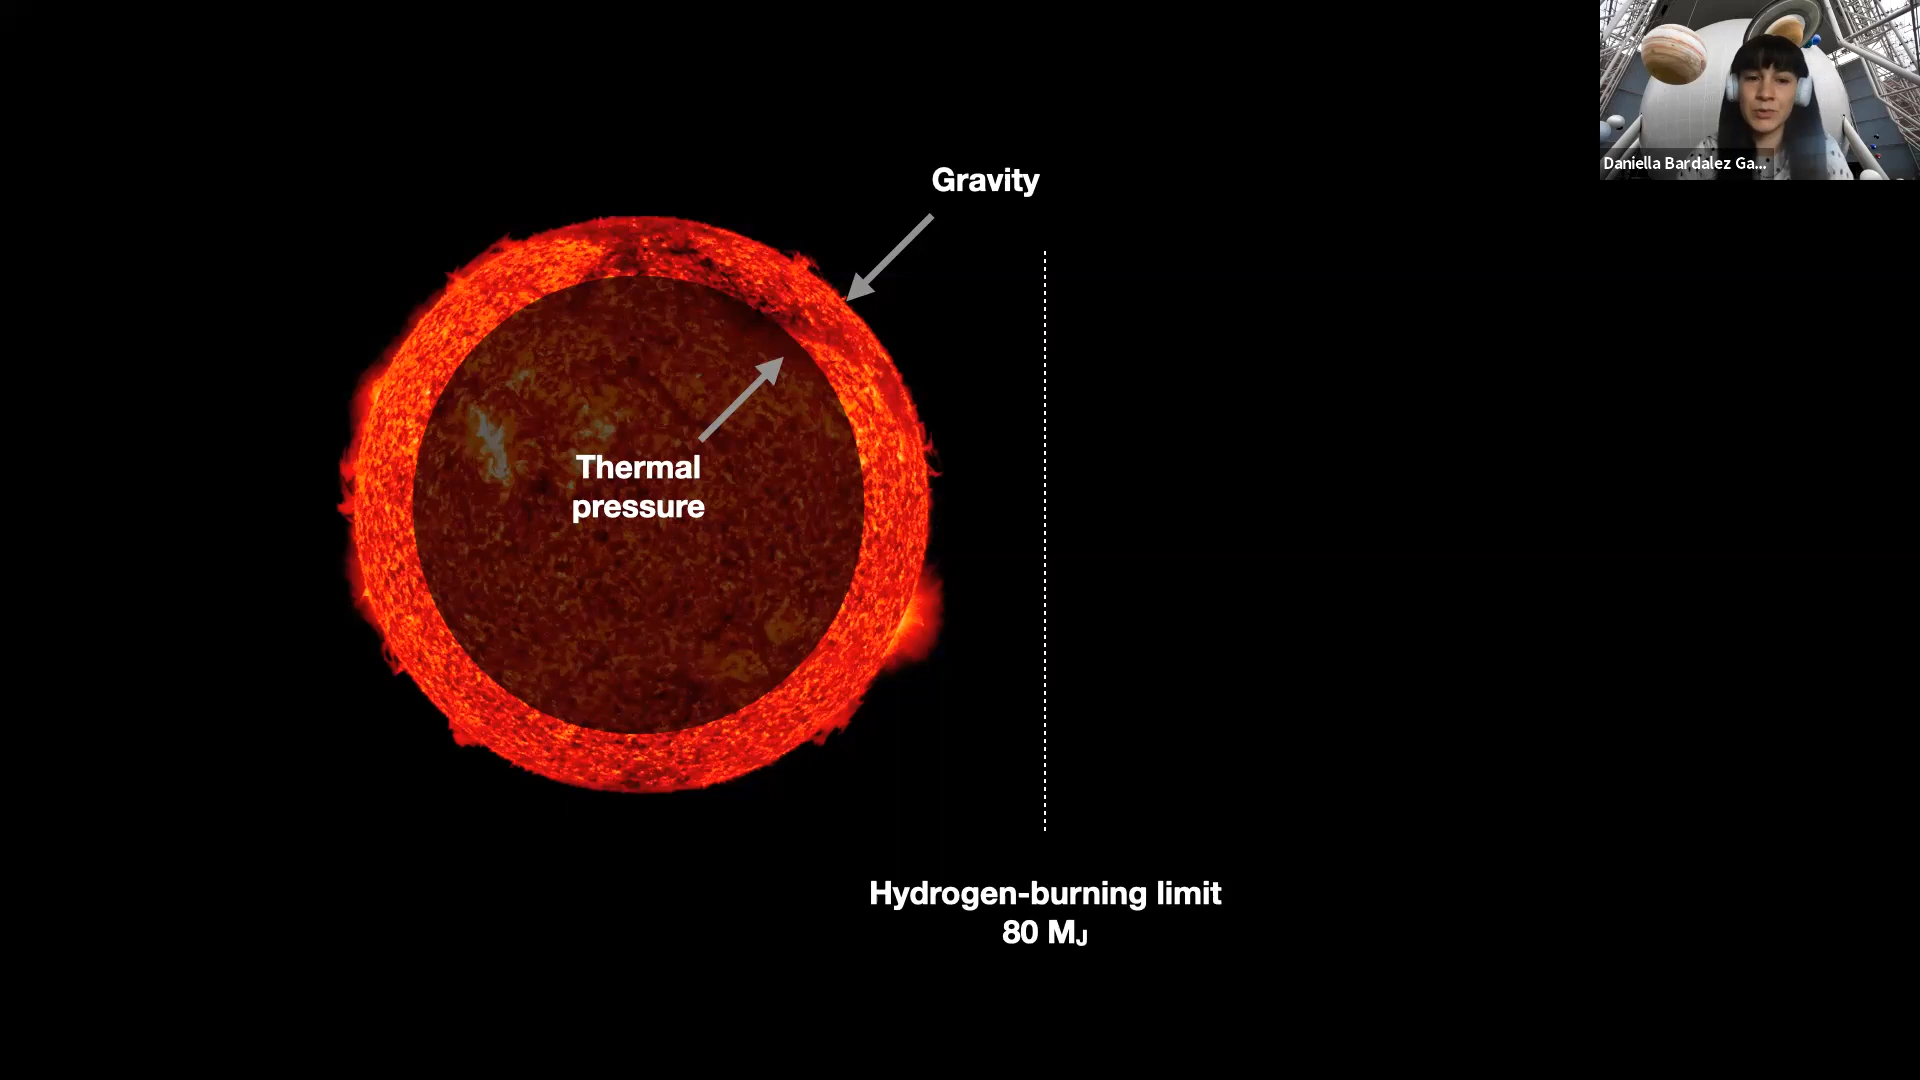 Daniella Bardalez Ga...
Gravity
Thermal
pressure
Hydrogen-burning limit
80 MJ